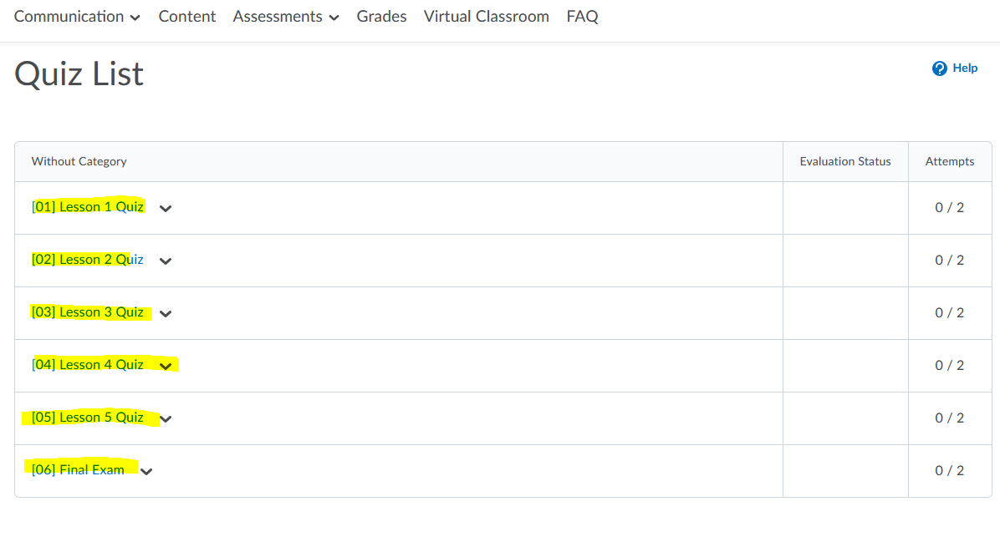 Communication Content Assessments Grades Virtual Classroom FAQ
Quiz List
Help
Without Category Evaluation Status Attempts
[01] Lesson 1 Quiz 0 / 2
[02] Lesson 2 Quiz 0 / 2
[03] Lesson 3 Quiz 0 / 2
[04] Lesson 4 Quiz 0 / 2
[05] Lesson 5 Quiz 0 / 2
[06] Final Exam 0 / 2